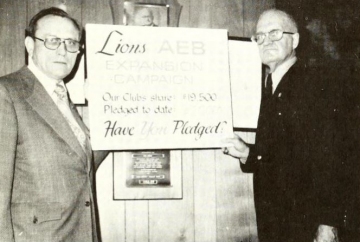 Lions AEB
EXPANSION
CAMPAIGN
Our Clubs share $19,500
Pledged to date
Have You Pledged?